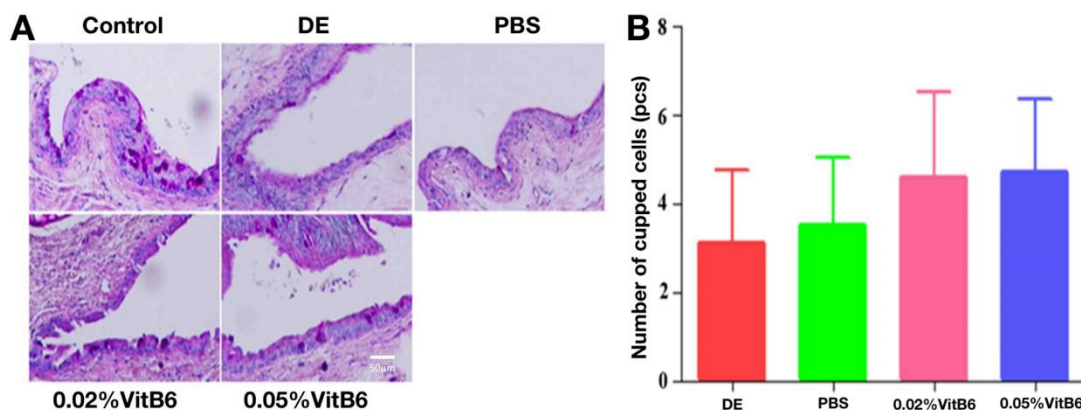 A
Control
DE
PBS
0.02%VitB6
0.05%VitB6
50μm
B
Number of cupped cells (pcs)
8
6
4
2
0
DE
PBS
0.02%VitB6
0.05%VitB6